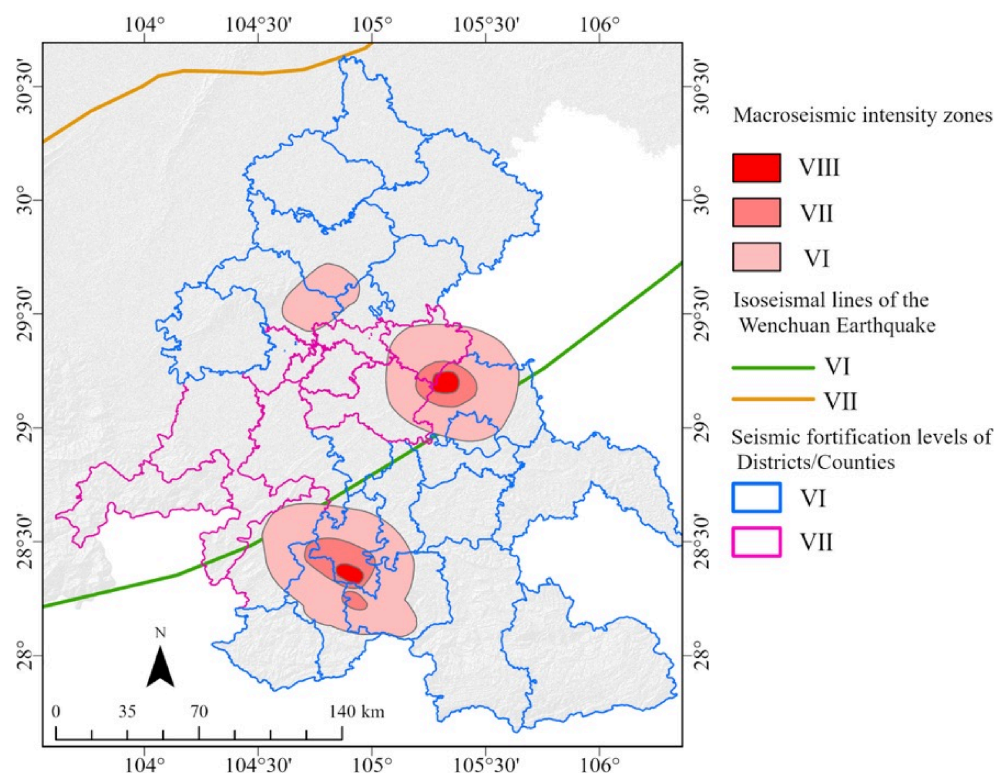 104° 104°30' 105° 105°30' 106°
30°30' 30°30'
30° 30°
29°30' 29°30'
29° 29°
28°30' 28°30'
28° 28°
N
0 35 70 140 km
104° 104°30' 105° 105°30' 106°
Macroseismic intensity zones
VIII
VII
VI
Isoseismal lines of the
Wenchuan Earthquake
VI
VII
Seismic fortification levels of
Districts/Counties
VI
VII